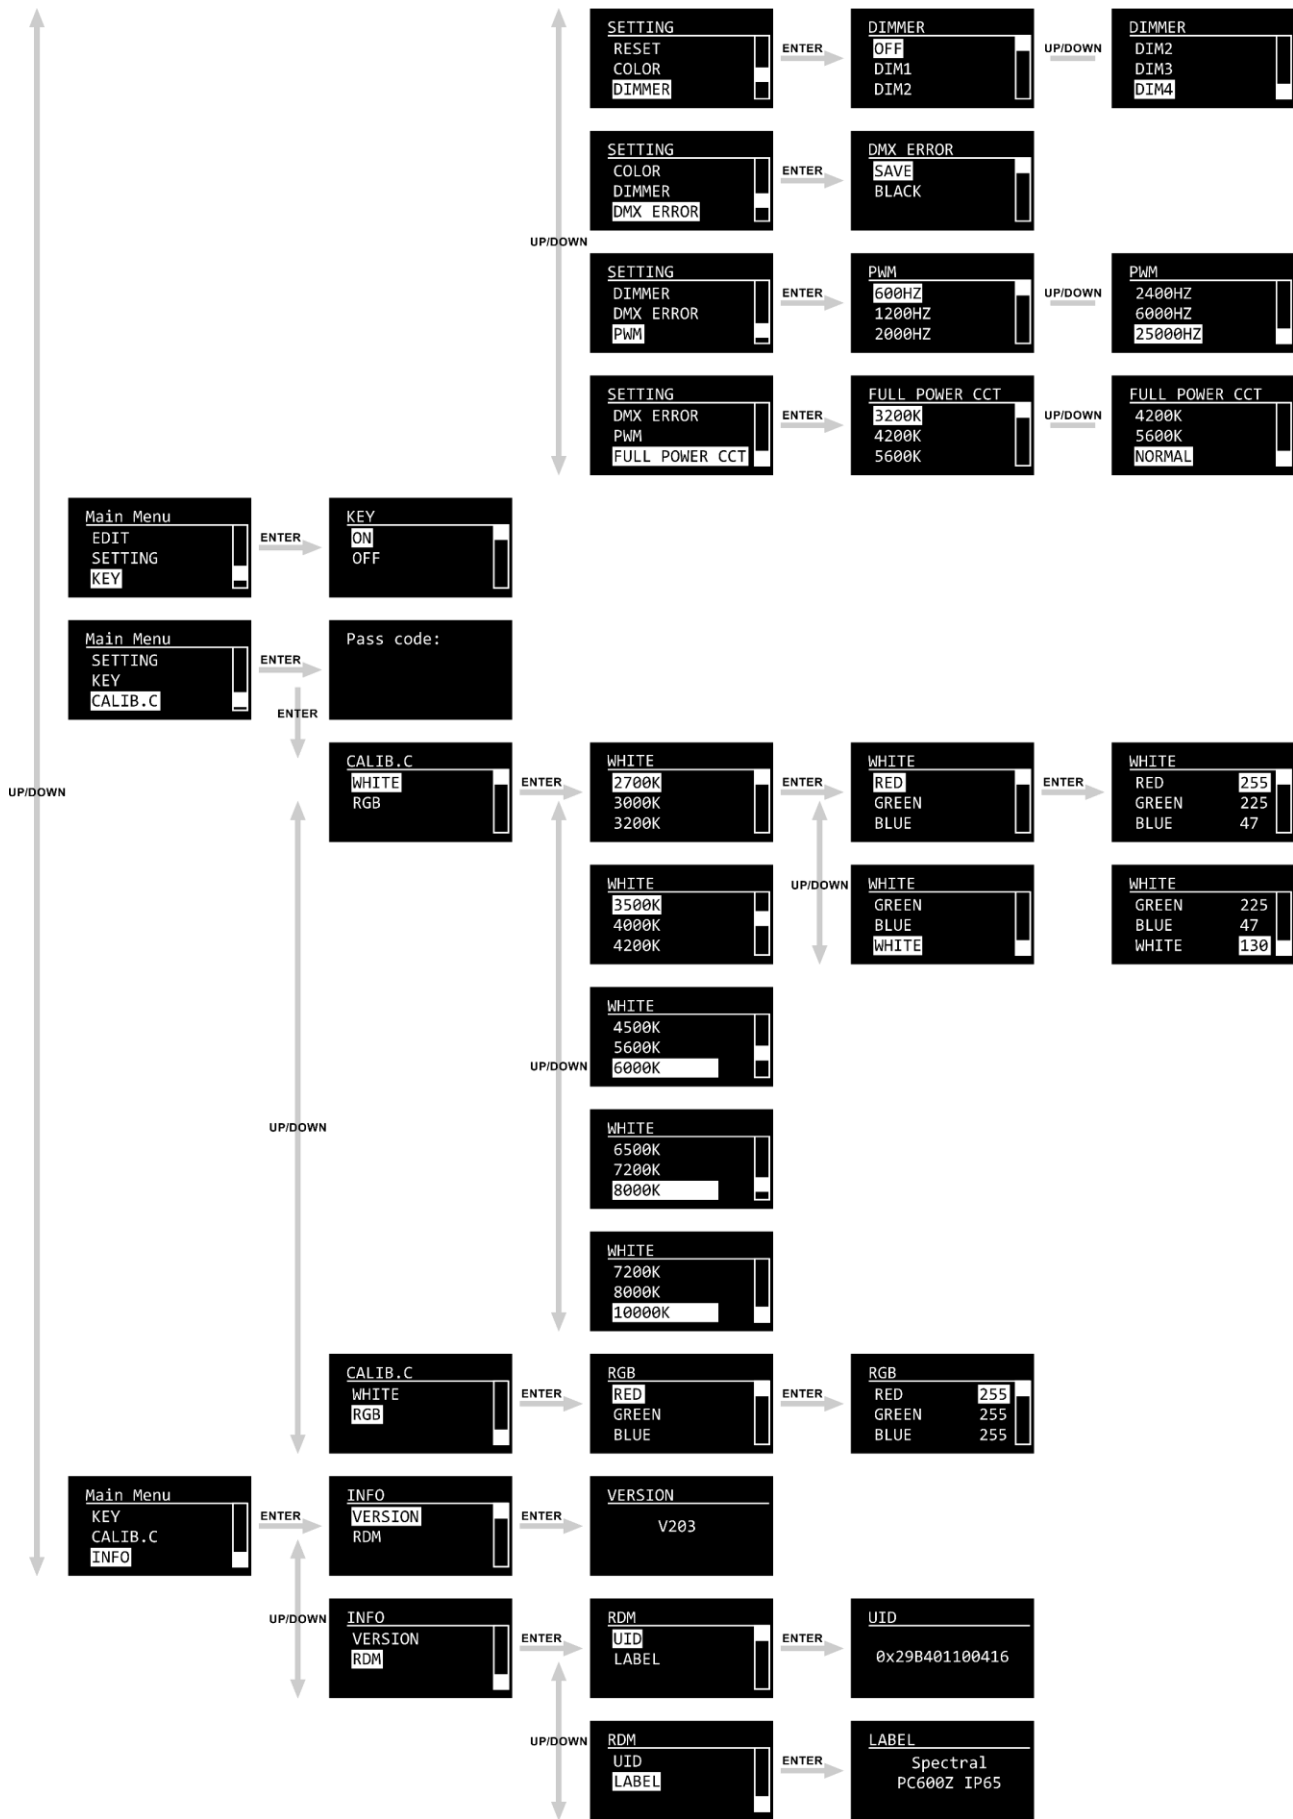 SETTING
RESET
COLOR
DIMMER
ENTER
DIMMER
OFF
DIM1
DIM2
UP/DOWN
DIMMER
DIM2
DIM3
DIM4
SETTING
COLOR
DIMMER
DMX ERROR
ENTER
DMX ERROR
SAVE
BLACK
UP/DOWN
SETTING
DIMMER
DMX ERROR
PWM
ENTER
PWM
600HZ
1200HZ
2000HZ
UP/DOWN
PWM
2400HZ
6000HZ
25000HZ
SETTING
DMX ERROR
PWM
FULL POWER CCT
ENTER
FULL POWER CCT
3200K
4200K
5600K
UP/DOWN
FULL POWER CCT
4200K
5600K
NORMAL
Main Menu
EDIT
SETTING
KEY
ENTER
KEY
ON
OFF
Main Menu
SETTING
KEY
CALIB.C
ENTER
Pass code:
ENTER
UP/DOWN
CALIB.C
WHITE
RGB
ENTER
WHITE
2700K
3000K
3200K
ENTER
WHITE
RED
GREEN
BLUE
ENTER
WHITE
RED 255
GREEN 225
BLUE 47
WHITE
3500K
4000K
4200K
UP/DOWN
WHITE
GREEN
BLUE
WHITE
WHITE
GREEN 225
BLUE 47
WHITE 130
UP/DOWN
WHITE
4500K
5600K
6000K
UP/DOWN
WHITE
6500K
7200K
8000K
WHITE
7200K
8000K
10000K
CALIB.C
WHITE
RGB
ENTER
RGB
RED
GREEN
BLUE
ENTER
RGB
RED 255
GREEN 255
BLUE 255
Main Menu
KEY
CALIB.C
INFO
ENTER
INFO
VERSION
RDM
ENTER
VERSION
V203
UP/DOWN
INFO
VERSION
RDM
ENTER
RDM
UID
LABEL
ENTER
UID
0x29B401100416
UP/DOWN
RDM
UID
LABEL
ENTER
LABEL
Spectral
PC600Z IP65